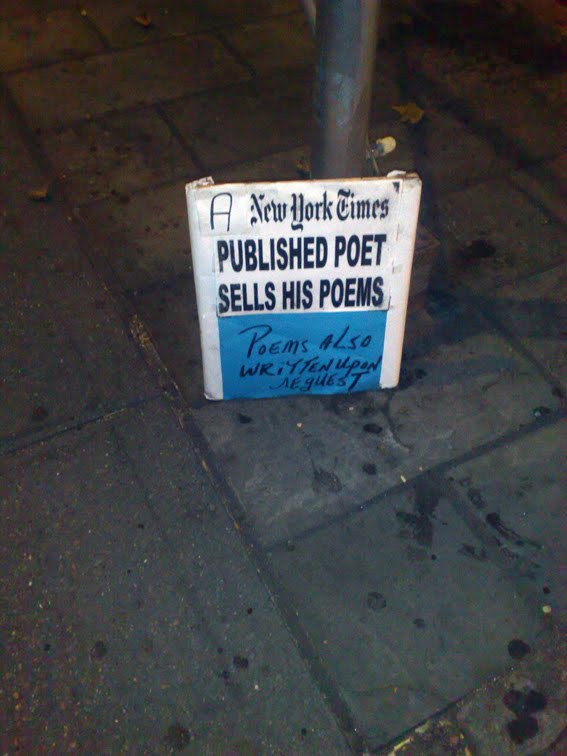 A New York Times
PUBLISHED POET
SELLS HIS POEMS
POEMS ALSO
WRITTEN UPON
REQUEST